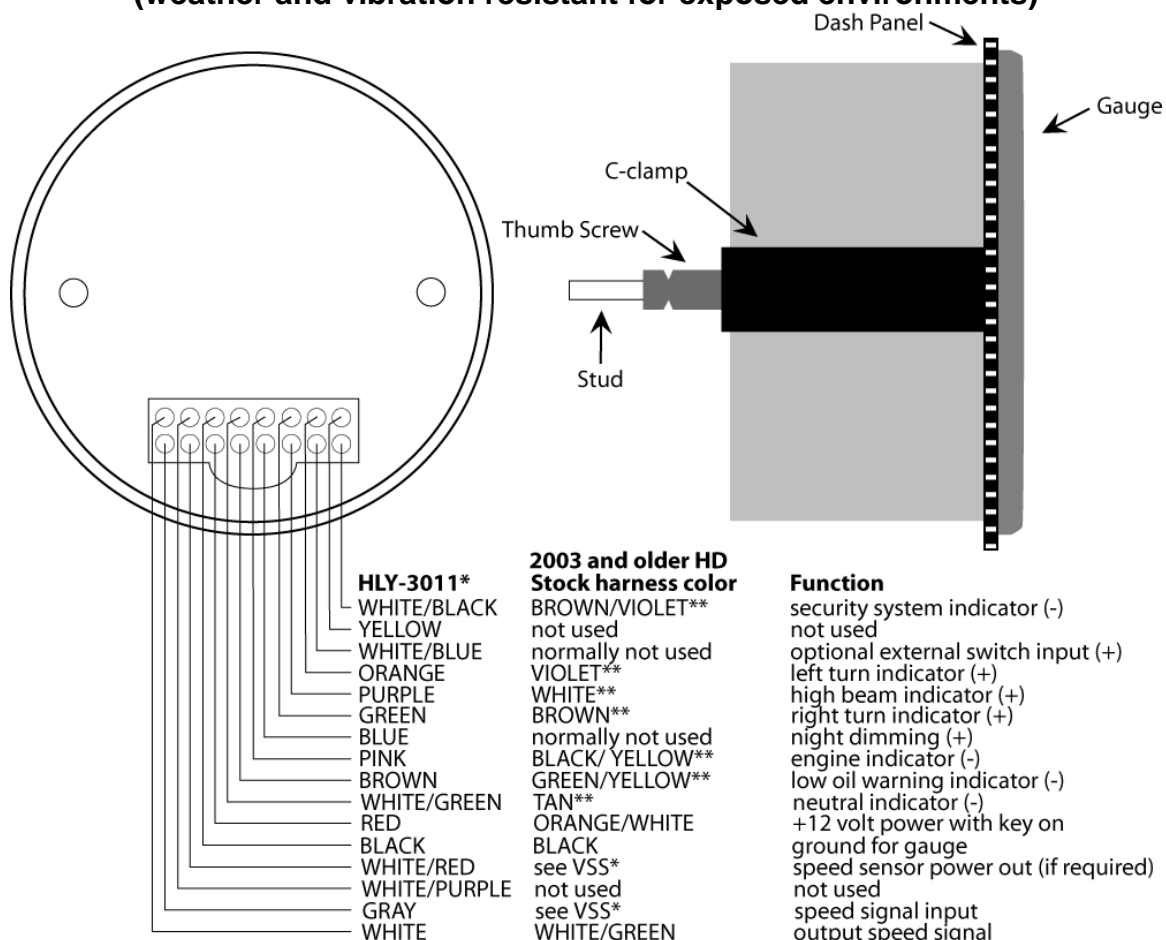 (weather and vibration resistant for exposed environments)
Dash Panel
Gauge
C-clamp
Thumb Screw
Stud
HLY-3011* 2003 and older HD Stock harness color Function
WHITE/BLACK BROWN/VIOLET** security system indicator (-)
YELLOW not used not used
WHITE/BLUE normally not used optional external switch input (+)
ORANGE VIOLET** left turn indicator (+)
PURPLE WHITE** high beam indicator (+)
GREEN BROWN** right turn indicator (+)
BLUE normally not used night dimming (+)
PINK BLACK/ YELLOW** engine indicator (-)
BROWN GREEN/YELLOW** low oil warning indicator (-)
WHITE/GREEN TAN** neutral indicator (-)
RED ORANGE/WHITE +12 volt power with key on
BLACK BLACK ground for gauge
WHITE/RED see VSS* speed sensor power out (if required)
WHITE/PURPLE not used not used
GRAY see VSS* speed signal input
WHITE WHITE/GREEN output speed signal